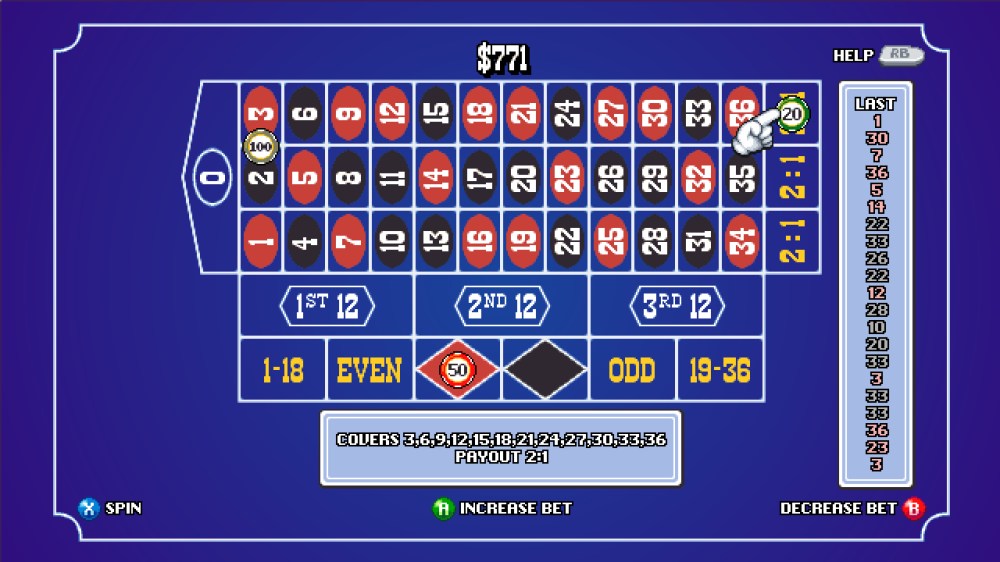 $771
HELP RB
3 6 9 12 15 18 21 24 27 30 33 36 20
100
0 2 5 8 11 14 17 20 23 26 29 32 35 2:1
1 4 7 10 13 16 19 22 25 28 31 34 2:1
1ST 12 2ND 12 3RD 12
1-18 EVEN 50 ODD 19-36
COVERS 3,6,9,12,15,18,21,24,27,30,33,36
PAYOUT 2:1
LAST
1
30
7
36
5
14
22
33
26
22
12
28
10
20
33
3
33
33
36
23
3
X SPIN
A INCREASE BET
DECREASE BET B